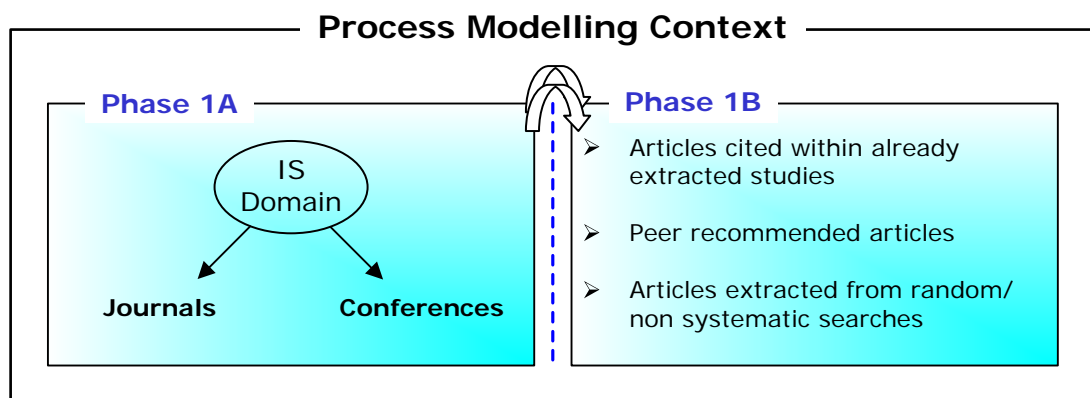 Process Modelling Context
Phase 1A
IS
Domain
Journals
Conferences
Phase 1B
➢ Articles cited within already
extracted studies
➢ Peer recommended articles
➢ Articles extracted from random/
non systematic searches